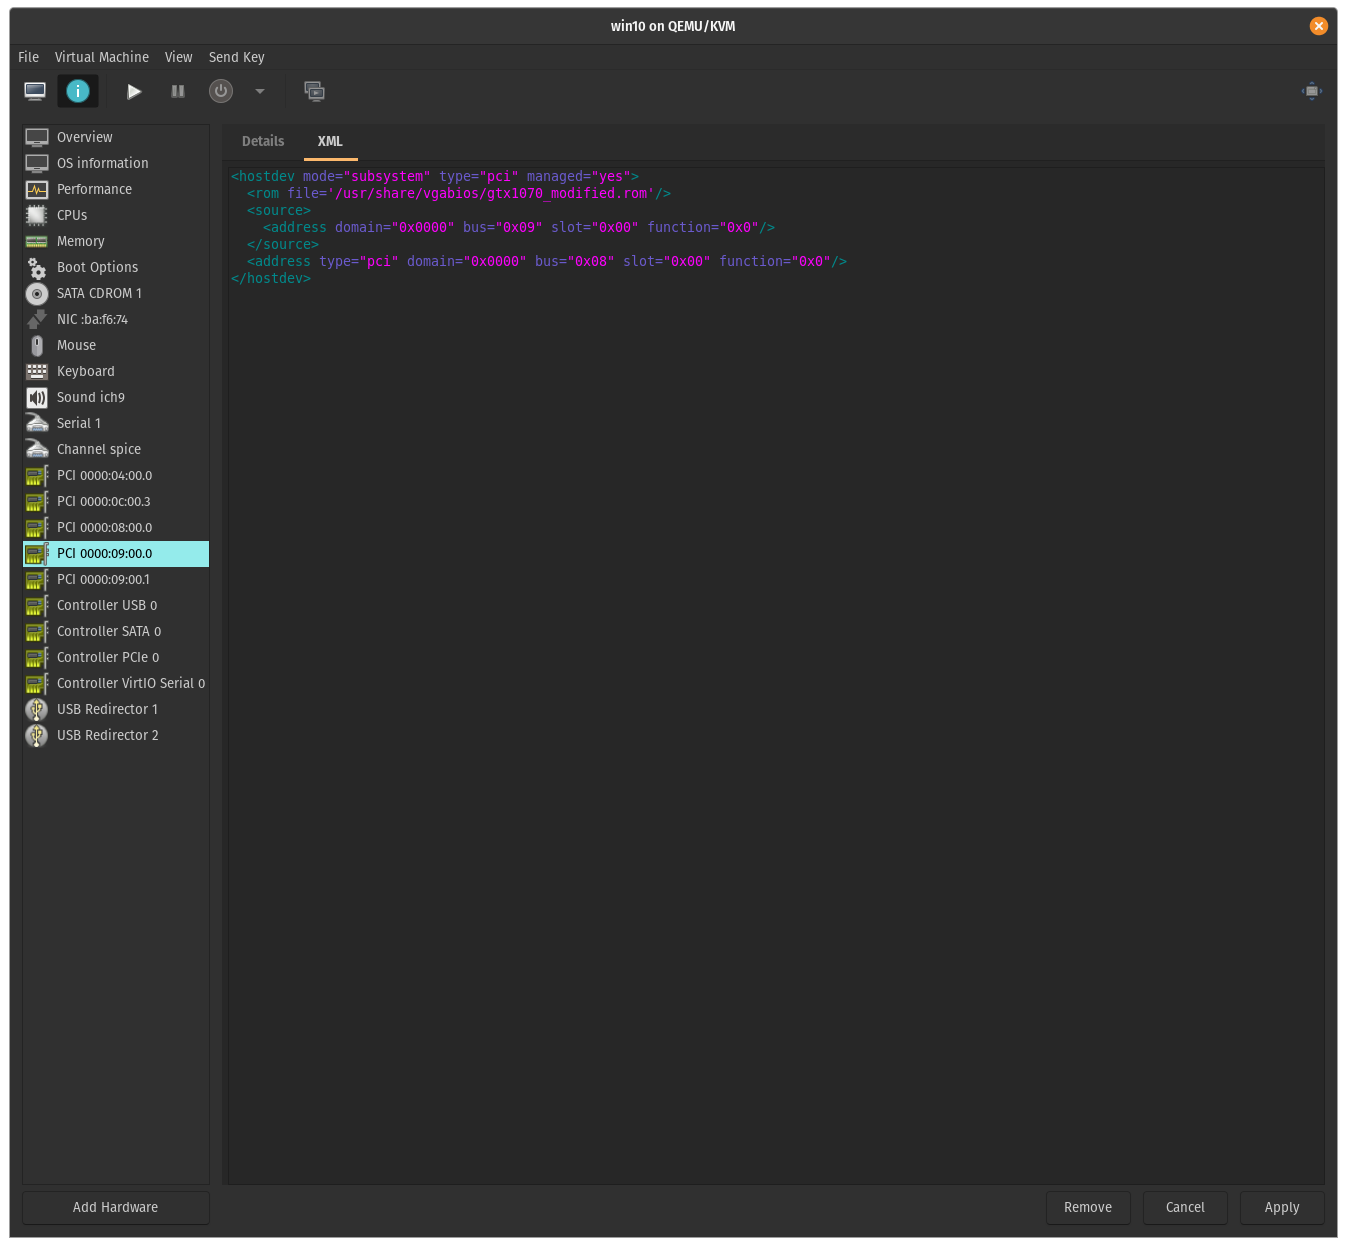 win10 on QEMU/KVM
File Virtual Machine View Send Key
Overview
OS information
Performance
CPUs
Memory
Boot Options
SATA CDROM 1
NIC :ba:f6:74
Mouse
Keyboard
Sound ich9
Serial 1
Channel spice
PCI 0000:04:00.0
PCI 0000:0c:00.3
PCI 0000:08:00.0
PCI 0000:09:00.0
PCI 0000:09:00.1
Controller USB 0
Controller SATA 0
Controller PCIe 0
Controller VirtIO Serial 0
USB Redirector 1
USB Redirector 2
Add Hardware
Details XML
<hostdev mode="subsystem" type="pci" managed="yes">
  <rom file='/usr/share/vgabios/gtx1070_modified.rom'/>
  <source>
    <address domain="0x0000" bus="0x09" slot="0x00" function="0x0"/>
  </source>
  <address type="pci" domain="0x0000" bus="0x08" slot="0x00" function="0x0"/>
</hostdev>
Remove Cancel Apply